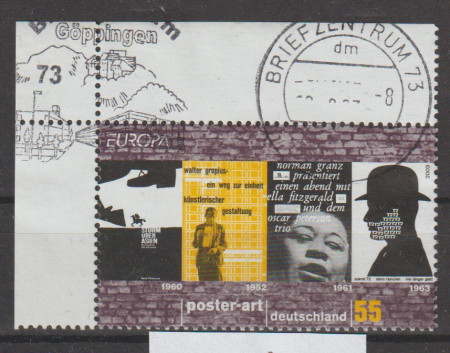 Göppingen
73
BRIEFZENTRUM 73
dm
8
EUROPA
walter gropius:
ein weg zur einheit
künstlerischer
gestaltung
norman granz
präsentiert
einen abend mit
ella fitzgerald
und dem
oscar peterson
trio
STURM
ÜBER
ASIEN
2003
1960
1952
1961
1963
poster-art
deutschland
55